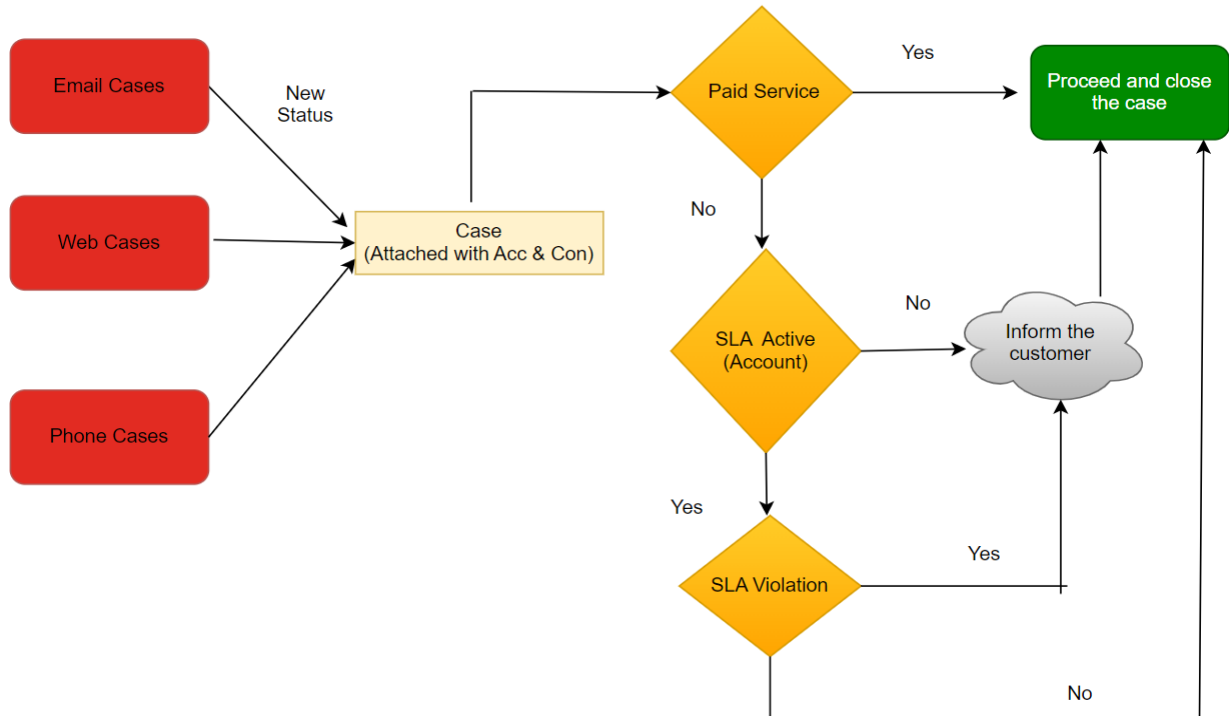 Email Cases
New
Status
Web Cases
Phone Cases
Case
(Attached with Acc & Con)
Paid Service
Yes
Proceed and close
the case
No
SLA Active
(Account)
No
Inform the
customer
Yes
SLA Violation
Yes
No